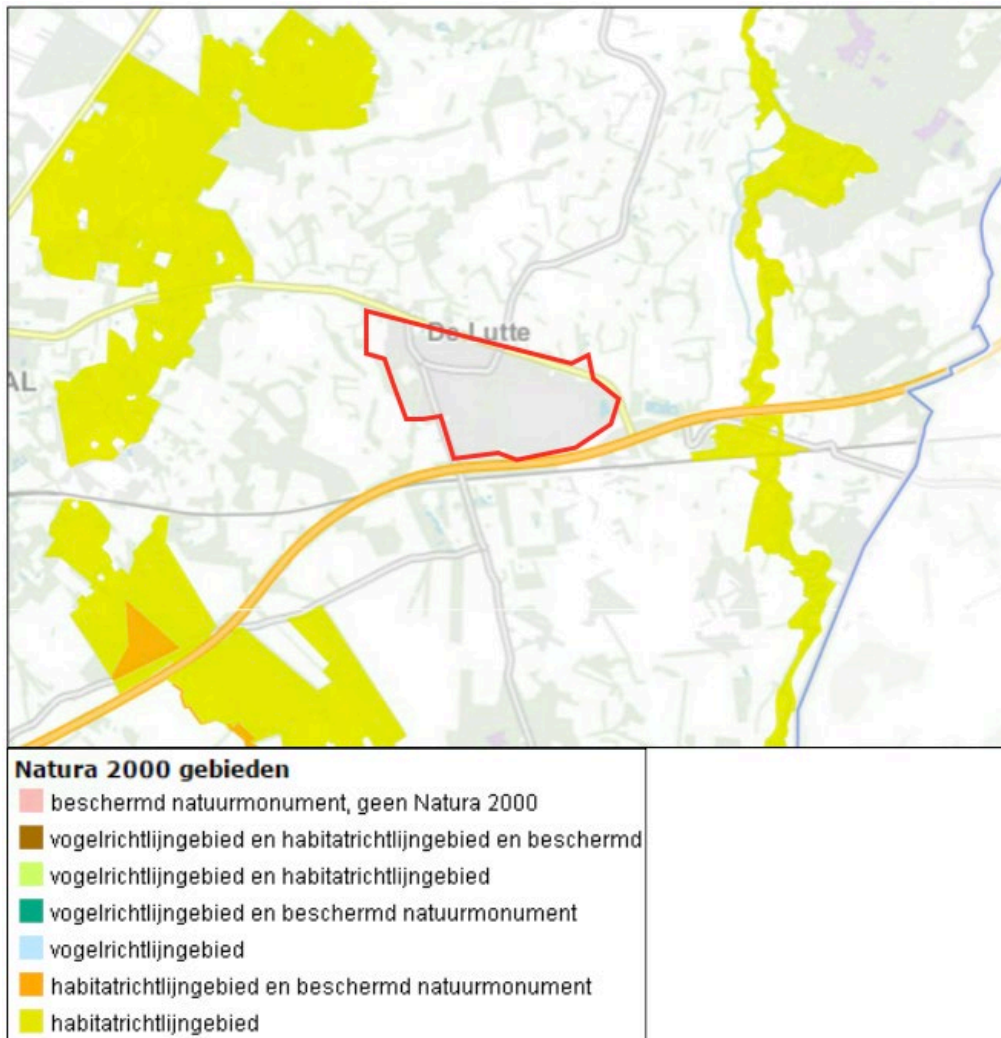 De Lutte
AL
Natura 2000 gebieden
beschermd natuurmonument, geen Natura 2000
vogelrichtlijngebied en habitatrichtlijngebied en beschermd
vogelrichtlijngebied en habitatrichtlijngebied
vogelrichtlijngebied en beschermd natuurmonument
vogelrichtlijngebied
habitatrichtlijngebied en beschermd natuurmonument
habitatrichtlijngebied